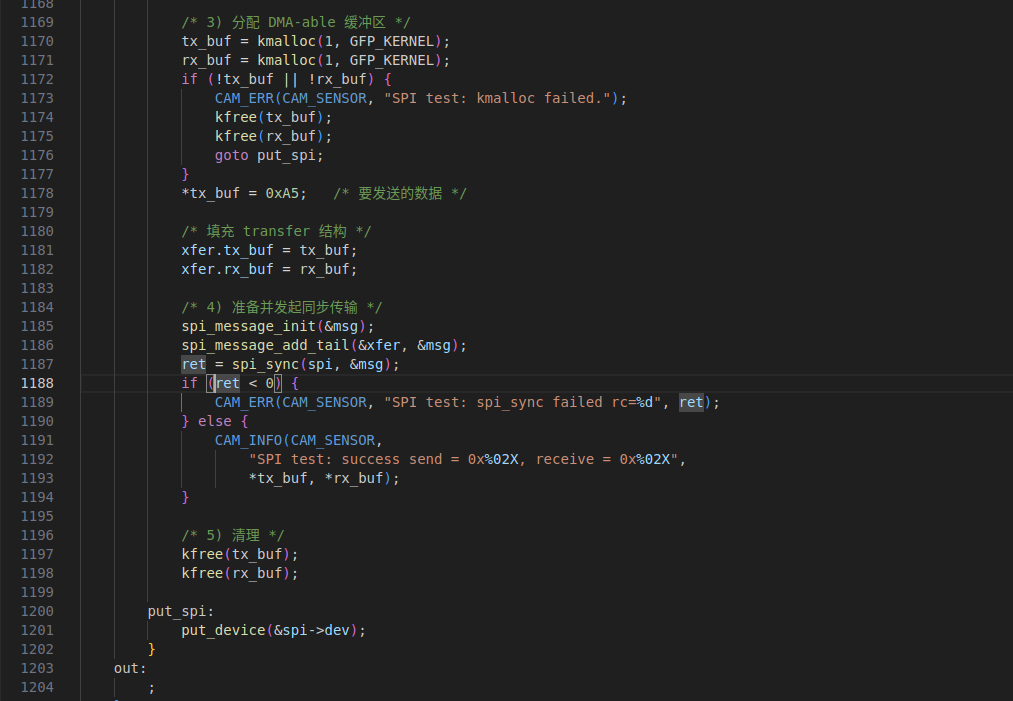 1168
1169 /* 3) 分配 DMA-able 缓冲区 */
1170 tx_buf = kmalloc(1, GFP_KERNEL);
1171 rx_buf = kmalloc(1, GFP_KERNEL);
1172 if (!tx_buf || !rx_buf) {
1173 CAM_ERR(CAM_SENSOR, "SPI test: kmalloc failed.");
1174 kfree(tx_buf);
1175 kfree(rx_buf);
1176 goto put_spi;
1177 }
1178 *tx_buf = 0xA5; /* 要发送的数据 */
1179
1180 /* 填充 transfer 结构 */
1181 xfer.tx_buf = tx_buf;
1182 xfer.rx_buf = rx_buf;
1183
1184 /* 4) 准备并发起同步传输 */
1185 spi_message_init(&msg);
1186 spi_message_add_tail(&xfer, &msg);
1187 ret = spi_sync(spi, &msg);
1188 if (ret < 0) {
1189 CAM_ERR(CAM_SENSOR, "SPI test: spi_sync failed rc=%d", ret);
1190 } else {
1191 CAM_INFO(CAM_SENSOR,
1192 "SPI test: success send = 0x%02X, receive = 0x%02X",
1193 *tx_buf, *rx_buf);
1194 }
1195
1196 /* 5) 清理 */
1197 kfree(tx_buf);
1198 kfree(rx_buf);
1199
1200 put_spi:
1201 put_device(&spi->dev);
1202 }
1203 out:
1204 ;